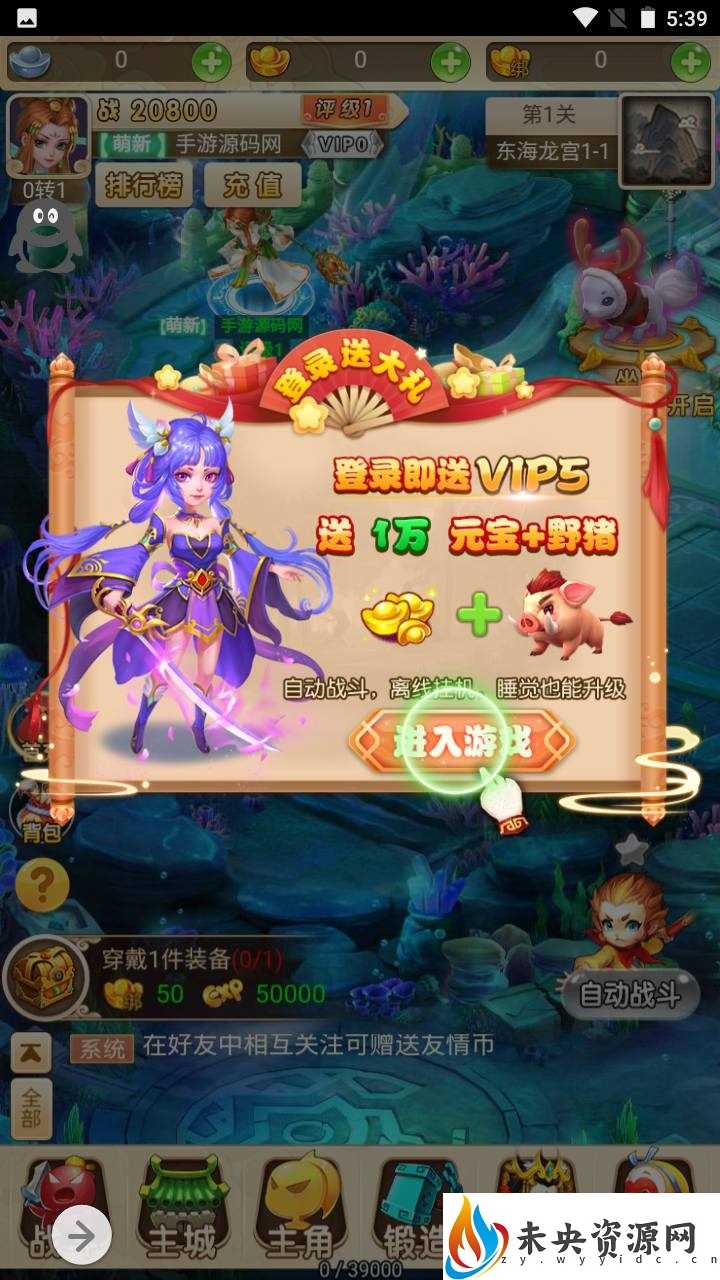 5:39
0
0
绑
0
战 20800
评级1
萌新 手游源码网 VIP0
第1关
东海龙宫1-1
0转1
排行榜
充值
[萌新] 手游源码网
登录送大礼
坐
开启
登录即送VIP5
送 1万 元宝+野猪
自动战斗，离线挂机，睡觉也能升级
进入游戏
背包
?
穿戴1件装备(0/1)
绑 50 EXP 50000
自动战斗
系统 在好友中相互关注可赠送友情币
全部
战
主城
主角
锻造
0/39000
未央资源网
zy.wyyidc.cn